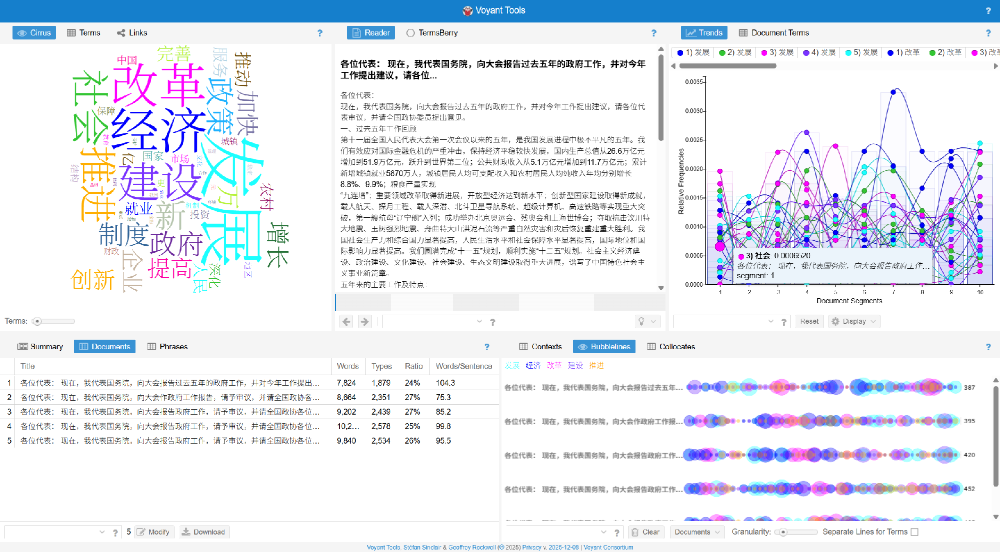 Voyant Tools
?
Cirrus
Terms
Links
?
中国
完善
服务
推动
社会
改革
政策
加快
保障
经济
教育
城镇
推进
亿
国家
市场
文化
合作
发展
结构
建设
更
万
农村
就业
新
机制
环境
投资
增加
制度
政府
增长
财政
企业
提高
人民
深化
地区
创新
Terms:
Reader
TermsBerry
?
各位代表： 现在，我代表国务院，向大会报告过去五年的政府工作，并对今年
工作提出建议，请各位...
各位代表：
现在，我代表国务院，向大会报告过去五年的政府工作，并对今年工作提出建议，请各位代
表审议，并请全国政协委员提出意见。
一、过去五年工作回顾
第十一届全国人民代表大会第一次会议以来的五年，是我国发展进程中极不平凡的五年。我
们有效应对国际金融危机的严重冲击，保持经济平稳较快发展，国内生产总值从26.6万亿元
增加到51.9万亿元，跃升到世界第二位；公共财政收入从5.1万亿元增加到11.7万亿元；累计
新增城镇就业5870万人，城镇居民人均可支配收入和农村居民人均纯收入年均分别增长
8.8%、9.9%；粮食产量实现
“九连增”；重要领域改革取得新进展，开放型经济达到新水平；创新型国家建设取得新成就，
载人航天、探月工程、载人深潜、北斗卫星导航系统、超级计算机、高速铁路等实现重大突
破，第一艘航母“辽宁舰”入列；成功举办北京奥运会、残奥会和上海世博会；夺取抗击汶川特
大地震、玉树强烈地震、舟曲特大山洪泥石流等严重自然灾害和灾后恢复重建重大胜利。我
国社会生产力和综合国力显著提高，人民生活水平和社会保障水平显著提高，国际地位和国
际影响力显著提高。我们圆满完成“十一五”规划，顺利实施“十二五”规划。社会主义经济建
设、政治建设、文化建设、社会建设、生态文明建设取得重大进展，谱写了中国特色社会主
义事业新篇章。
五年来的主要工作及特点：
?
Trends
Document Terms
?
1) 发展 2) 发展 3) 发展 4) 发展 5) 发展 1) 改革 2) 改革 3) 改革
Relative Frequencies
0.0035
0.0030
0.0025
0.0020
0.0015
0.0010
0.0005
0.0000
3) 社会: 0.0006520
各位代表： 现在，我代表国务院，向大会报告政府工作...
segment: 1
1 2 3 4 5 6 7 8 9 10
Document Segments
?
Reset
Display
Summary
Documents
Phrases
?
Title Words Types Ratio Words/Sentence
1 各位代表： 现在，我代表国务院，向大会报告过去五年的政府工作，并对今年工作提出... 7,824 1,879 24% 104.3
2 各位代表： 现在，我代表国务院，向大会作政府工作报告，请予审议，并请全国政协各... 8,664 2,351 27% 75.3
3 各位代表： 现在，我代表国务院，向大会报告政府工作，请予审议，并请全国政协各位... 9,202 2,439 27% 85.2
4 各位代表： 现在，我代表国务院，向大会报告政府工作，请予审议，并请全国政协各位... 10,2... 2,578 25% 99.8
5 各位代表： 现在，我代表国务院，向大会报告政府工作，请予审议，并请全国政协各位... 9,840 2,534 26% 95.5
?
5
Modify
Download
Contexts
Bubblelines
Collocates
?
发展 经济 改革 建设 推进
各位代表： 现在，我代表国务院，向大会报告过去五年... 387
各位代表： 现在，我代表国务院，向大会作政府工作报... 395
各位代表： 现在，我代表国务院，向大会报告政府工作... 420
各位代表： 现在，我代表国务院，向大会报告政府工作... 452
?
Clear
Documents
Granularity:
Separate Lines for Terms
Voyant Tools, Stéfan Sinclair & Geoffrey Rockwell (© 2025) Privacy v. 2025-12-08 | Voyant Consortium